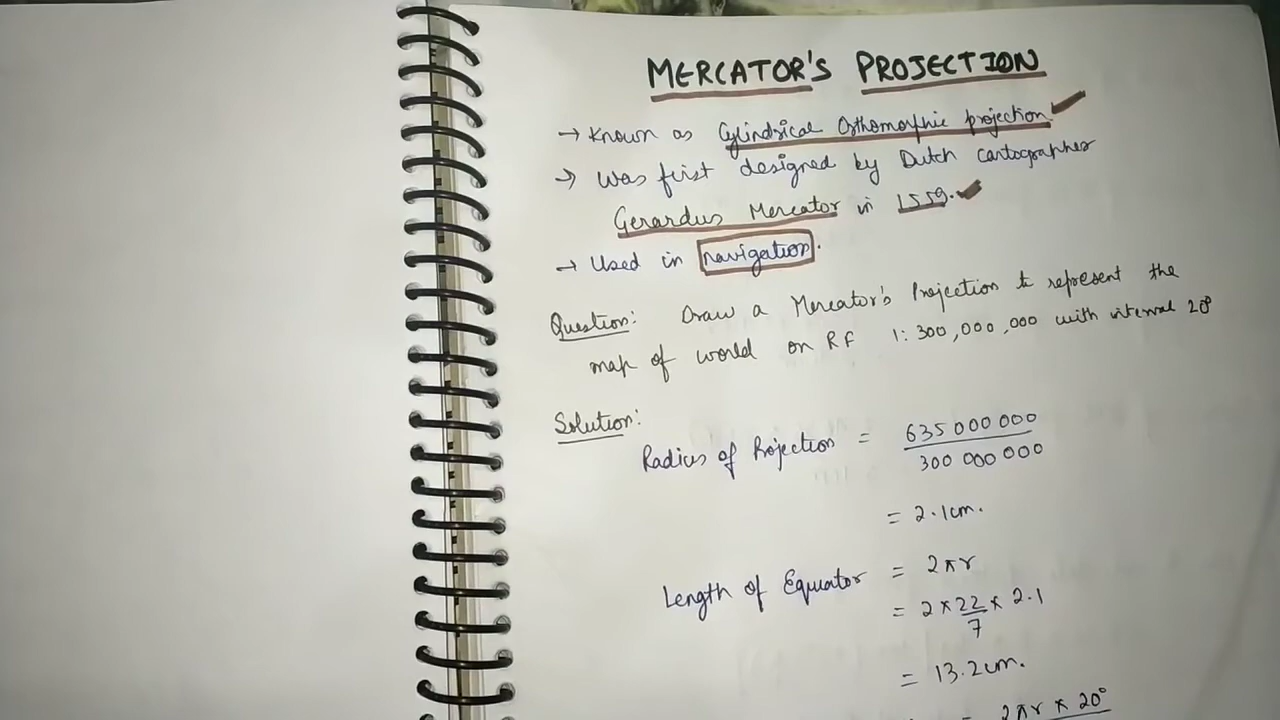 MERCATOR'S PROJECTION
→ Known as Cylindrical Orthomorphic projection.
→ Was first designed by Dutch cartographer
Gerardus Mercator in 1559.
→ Used in navigation.
Question: Draw a Mercator's Projection to represent the
map of world on RF 1:300,000,000 with interval 20°
Solution:
Radius of Projection = 635 000 000
300 000 000
= 2.1cm.
Length of Equator = 2πr
= 2 × 22/7 × 2.1
= 13.2cm.
= 2πr × 20°